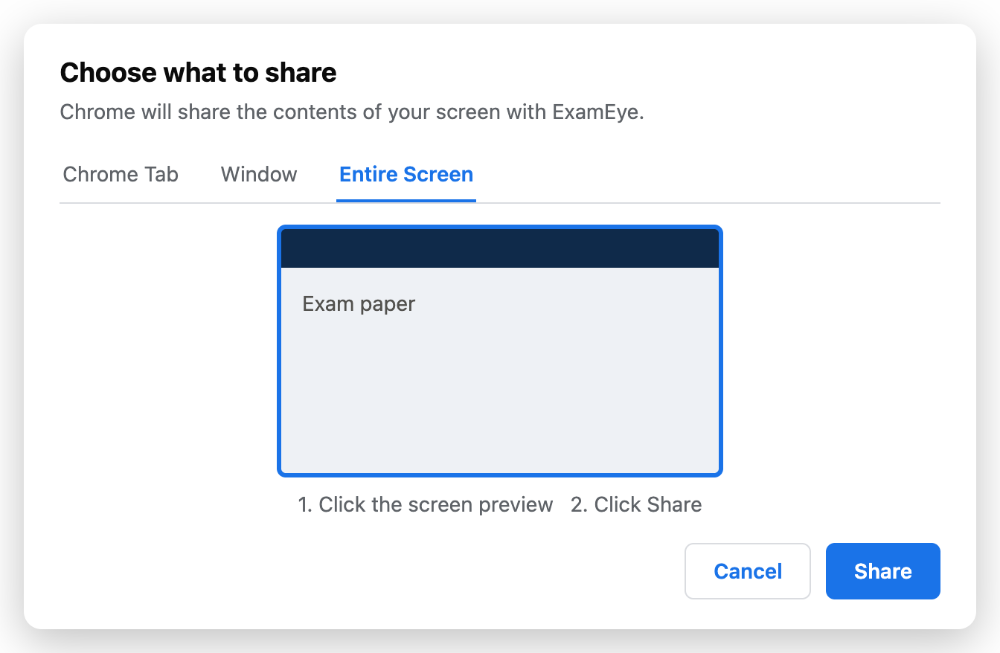 Choose what to share
Chrome will share the contents of your screen with ExamEye.
Chrome Tab Window Entire Screen
Exam paper
1. Click the screen preview 2. Click Share
Cancel Share